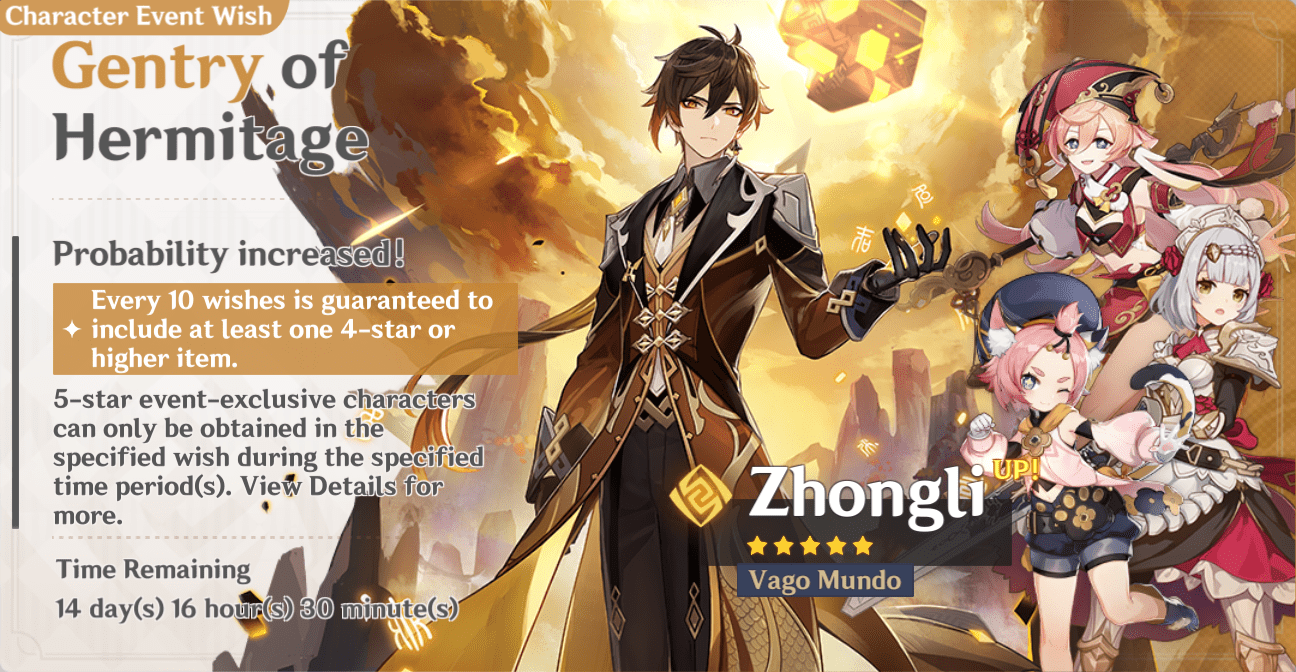 Character Event Wish
Gentry of
Hermitage
Probability increased!
Every 10 wishes is guaranteed to
include at least one 4-star or
higher item.
5-star event-exclusive characters
can only be obtained in the
specified wish during the specified
time period(s). View Details for
more.
Time Remaining
14 day(s) 16 hour(s) 30 minute(s)
Zhongli UP!
Vago Mundo